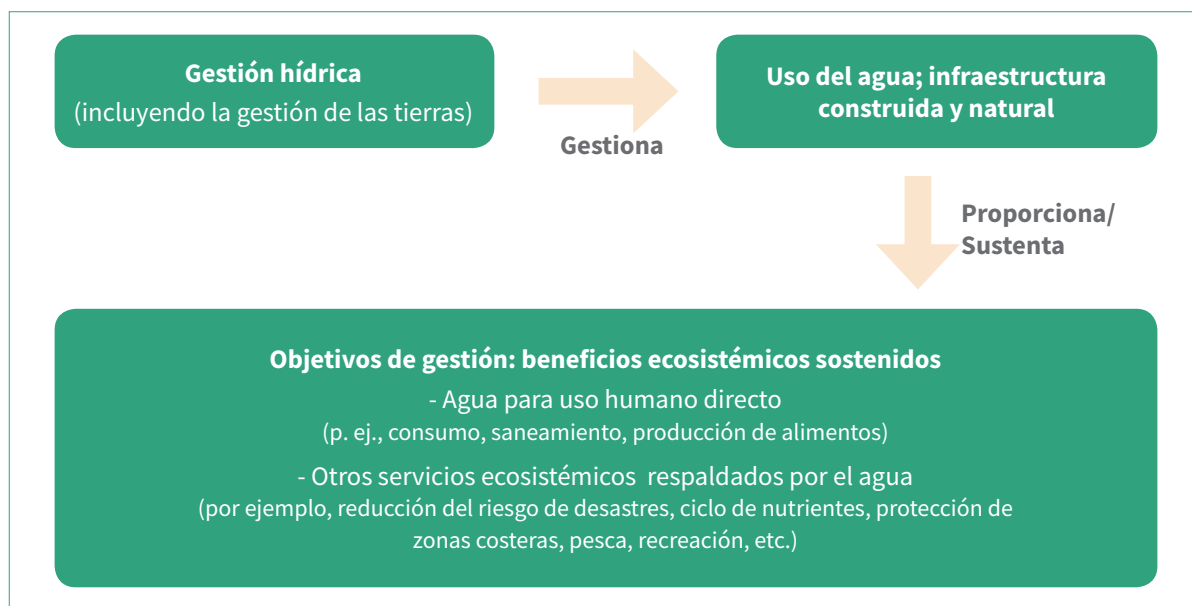 Gestión hídrica
(incluyendo la gestión de las tierras)
Gestiona
Uso del agua; infraestructura
construida y natural
Proporciona/
Sustenta
Objetivos de gestión: beneficios ecosistémicos sostenidos
- Agua para uso humano directo
(p. ej., consumo, saneamiento, producción de alimentos)
- Otros servicios ecosistémicos respaldados por el agua
(por ejemplo, reducción del riesgo de desastres, ciclo de nutrientes, protección de
zonas costeras, pesca, recreación, etc.)